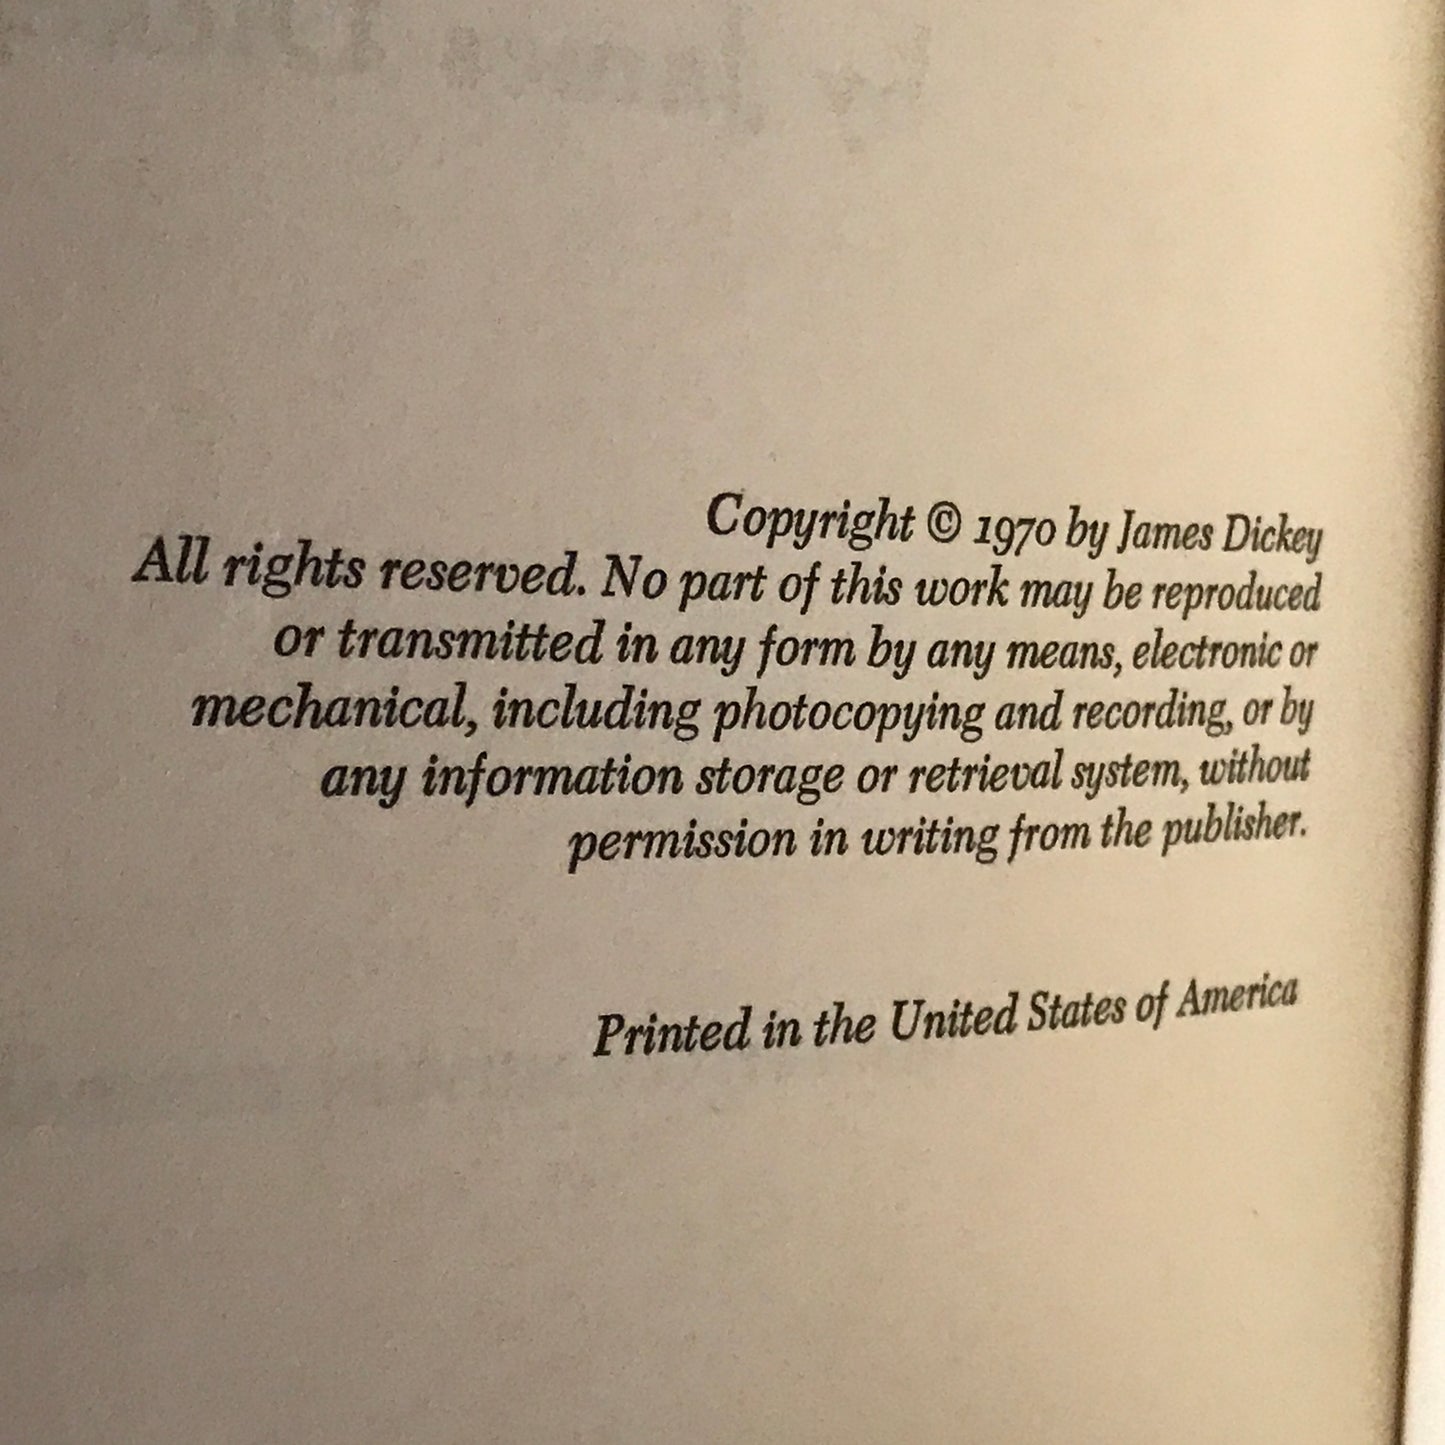 Copyright © 1970 by James Dickey
All rights reserved. No part of this work may be reproduced
or transmitted in any form by any means, electronic or
mechanical, including photocopying and recording, or by
any information storage or retrieval system, without
permission in writing from the publisher.
Printed in the United States of America